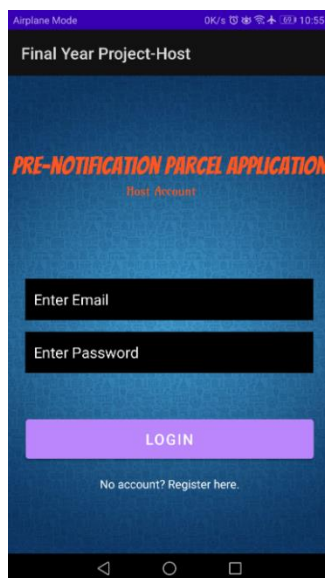 Airplane Mode 0K/s 69 10:55
Final Year Project-Host
PRE-NOTIFICATION PARCEL APPLICATION
Host Account
Enter Email
Enter Password
LOGIN
No account? Register here.